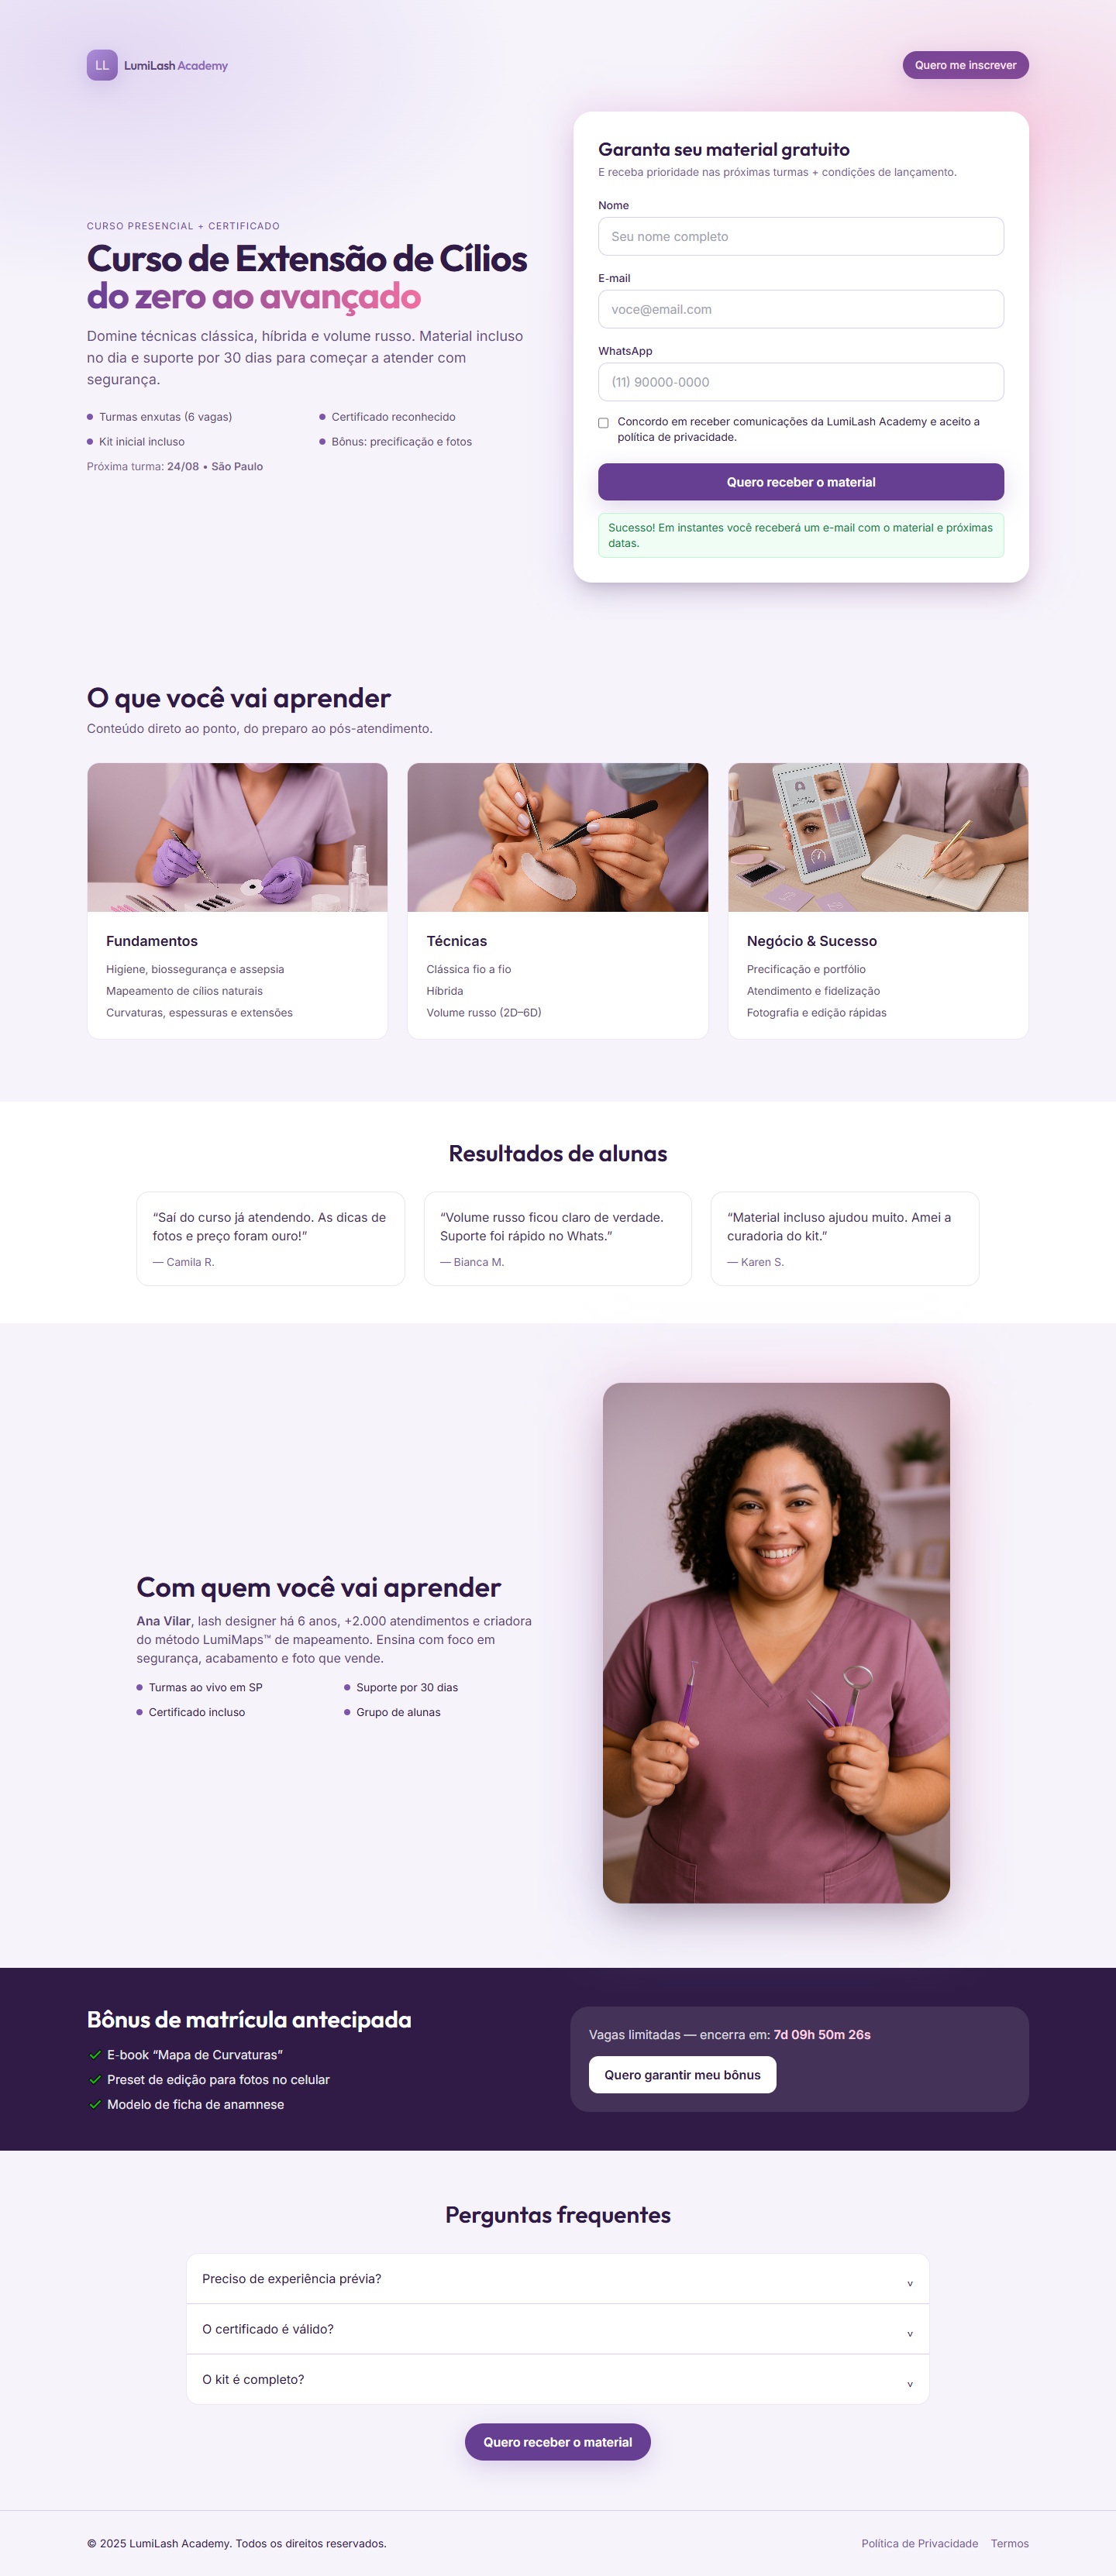 LL LumiLash Academy
Quero me inscrever
CURSO PRESENCIAL + CERTIFICADO
Curso de Extensão de Cílios
do zero ao avançado
Domine técnicas clássica, híbrida e volume russo. Material incluso
no dia e suporte por 30 dias para começar a atender com
segurança.
Turmas enxutas (6 vagas)
Certificado reconhecido
Kit inicial incluso
Bônus: precificação e fotos
Próxima turma: 24/08 • São Paulo
Garanta seu material gratuito
E receba prioridade nas próximas turmas + condições de lançamento.
Nome
Seu nome completo
E-mail
voce@email.com
WhatsApp
(11) 90000-0000
Concordo em receber comunicações da LumiLash Academy e aceito a
política de privacidade.
Quero receber o material
Sucesso! Em instantes você receberá um e-mail com o material e próximas
datas.
O que você vai aprender
Conteúdo direto ao ponto, do preparo ao pós-atendimento.
Fundamentos
Higiene, biossegurança e assepsia
Mapeamento de cílios naturais
Curvaturas, espessuras e extensões
Técnicas
Clássica fio a fio
Híbrida
Volume russo (2D–6D)
Negócio & Sucesso
Precificação e portfólio
Atendimento e fidelização
Fotografia e edição rápidas
Resultados de alunas
“Saí do curso já atendendo. As dicas de
fotos e preço foram ouro!”
— Camila R.
“Volume russo ficou claro de verdade.
Suporte foi rápido no Whats.”
— Bianca M.
“Material incluso ajudou muito. Amei a
curadoria do kit.”
— Karen S.
Com quem você vai aprender
Ana Vilar, lash designer há 6 anos, +2.000 atendimentos e criadora
do método LumiMaps™ de mapeamento. Ensina com foco em
segurança, acabamento e foto que vende.
Turmas ao vivo em SP
Suporte por 30 dias
Certificado incluso
Grupo de alunas
Bônus de matrícula antecipada
E-book “Mapa de Curvaturas”
Preset de edição para fotos no celular
Modelo de ficha de anamnese
Vagas limitadas — encerra em: 7d 09h 50m 26s
Quero garantir meu bônus
Perguntas frequentes
Preciso de experiência prévia?
O certificado é válido?
O kit é completo?
Quero receber o material
© 2025 LumiLash Academy. Todos os direitos reservados.
Política de Privacidade
Termos